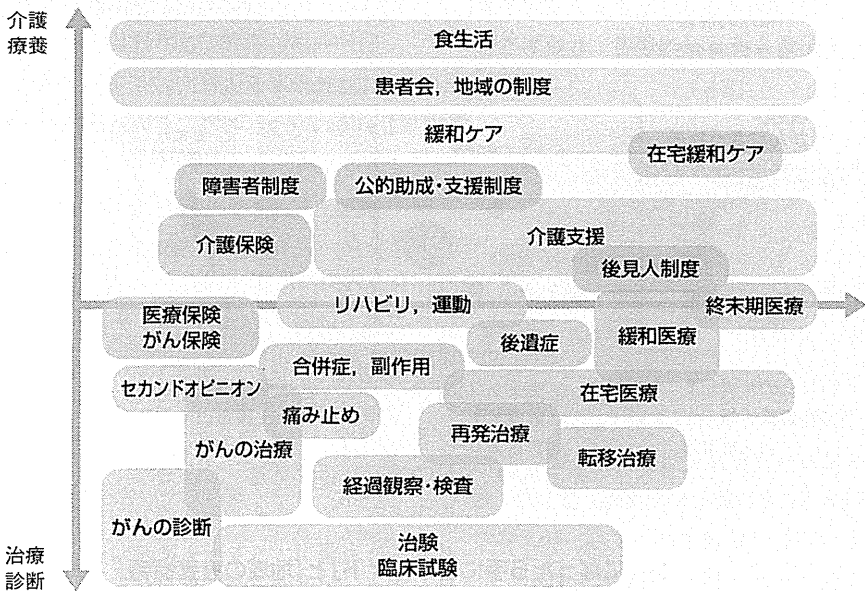 介護
療養
食生活
患者会，地域の制度
緩和ケア
在宅緩和ケア
障害者制度
公的助成・支援制度
介護保険
介護支援
後見人制度
医療保険
がん保険
リハビリ，運動
終末期医療
後遺症
緩和医療
合併症，副作用
セカンドオピニオン
在宅医療
痛み止め
がんの治療
再発治療
転移治療
経過観察・検査
がんの診断
治験
臨床試験
治療
診断